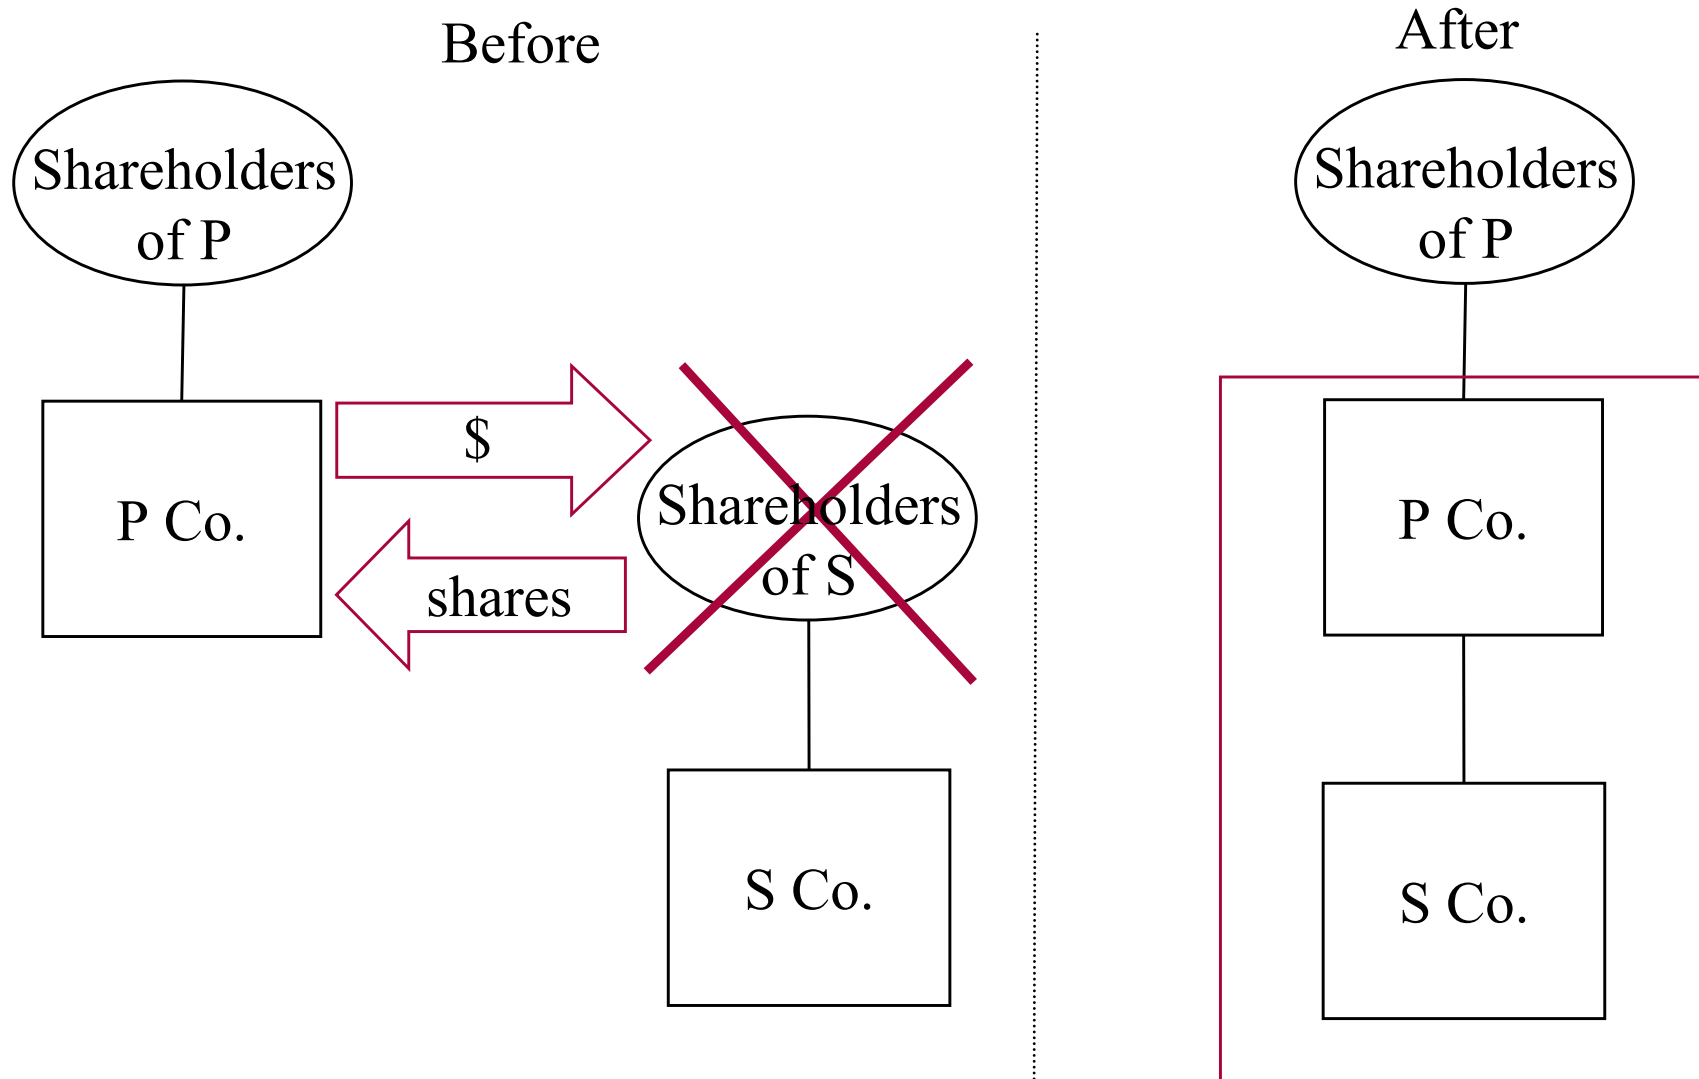 Before
Shareholders
of P
P Co.
$
shares
Shareholders
of S
S Co.
After
Shareholders
of P
P Co.
S Co.